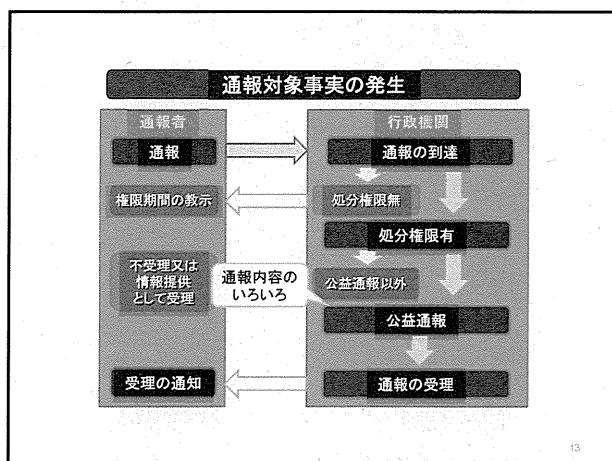 通報対象事実の発生
通報者
行政機関
通報
通報の到達
権限期間の教示
処分権限無
処分権限有
不受理又は
情報提供
として受理
通報内容の
いろいろ
公益通報以外
公益通報
受理の通知
通報の受理
13